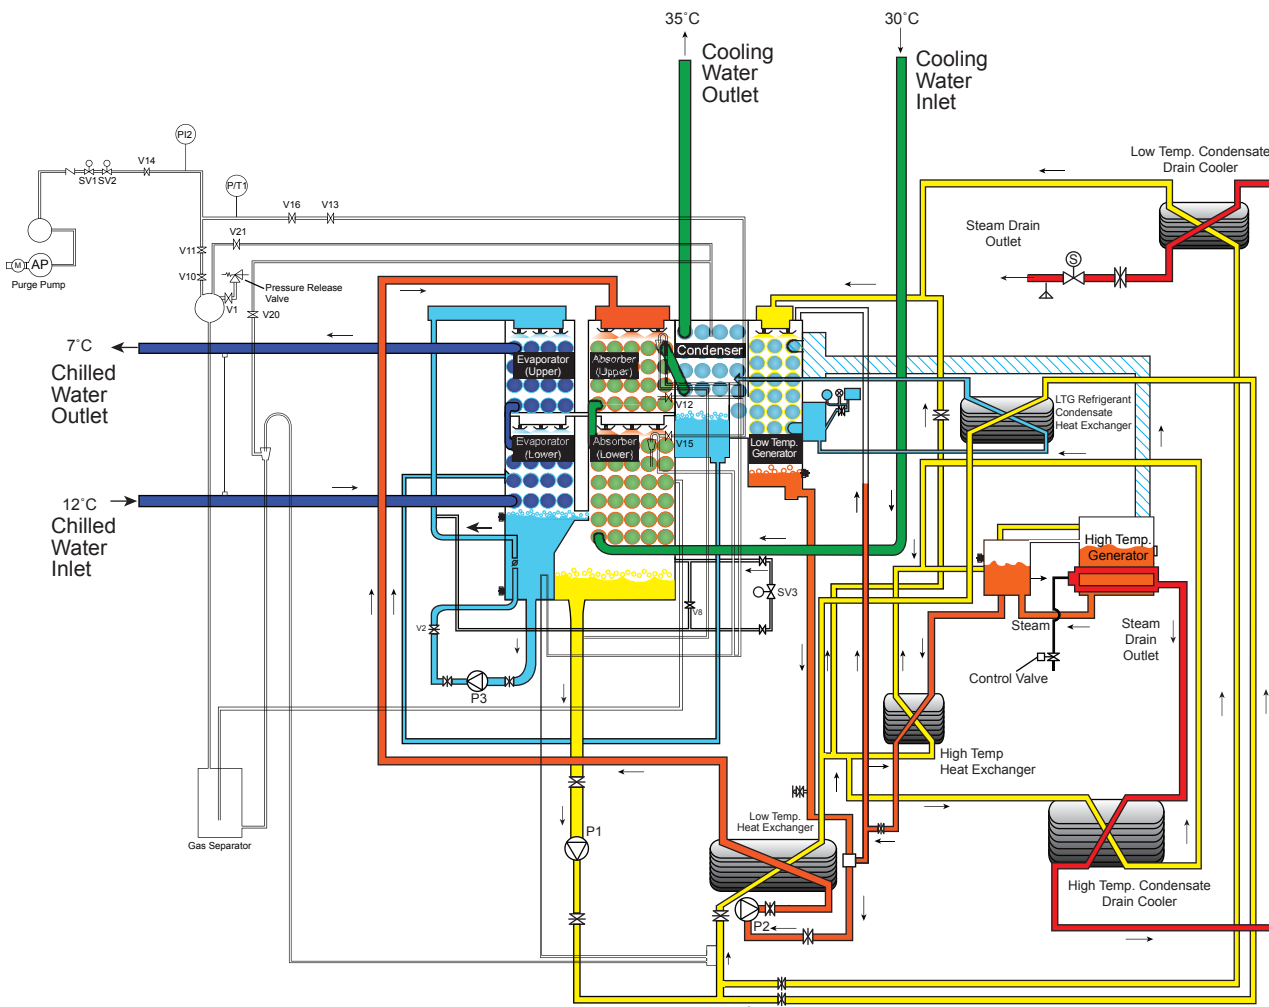 35˚C
30˚C
Cooling
Water
Outlet
Cooling
Water
Inlet
PI2
V14
SV1 SV2
Low Temp. Condensate
Drain Cooler
P/T1
V16
V13
V21
V11
Steam Drain
Outlet
S
M
AP
V10
Purge Pump
Pressure Release
Valve
V1
V20
7˚C
Chilled
Water
Outlet
Evaporator
(Upper)
Absorber
(Upper)
Condenser
V12
LTG Refrigerant
Condensate
Heat Exchanger
Evaporator
(Lower)
Absorber
(Lower)
V15
Low Temp.
Generator
12˚C
Chilled
Water
Inlet
High Temp.
Generator
SV3
V8
V2
Steam
Steam
Drain
Outlet
Control Valve
P3
High Temp
Heat Exchanger
Low Temp.
Heat Exchanger
P1
Gas Separator
High Temp. Condensate
Drain Cooler
P2